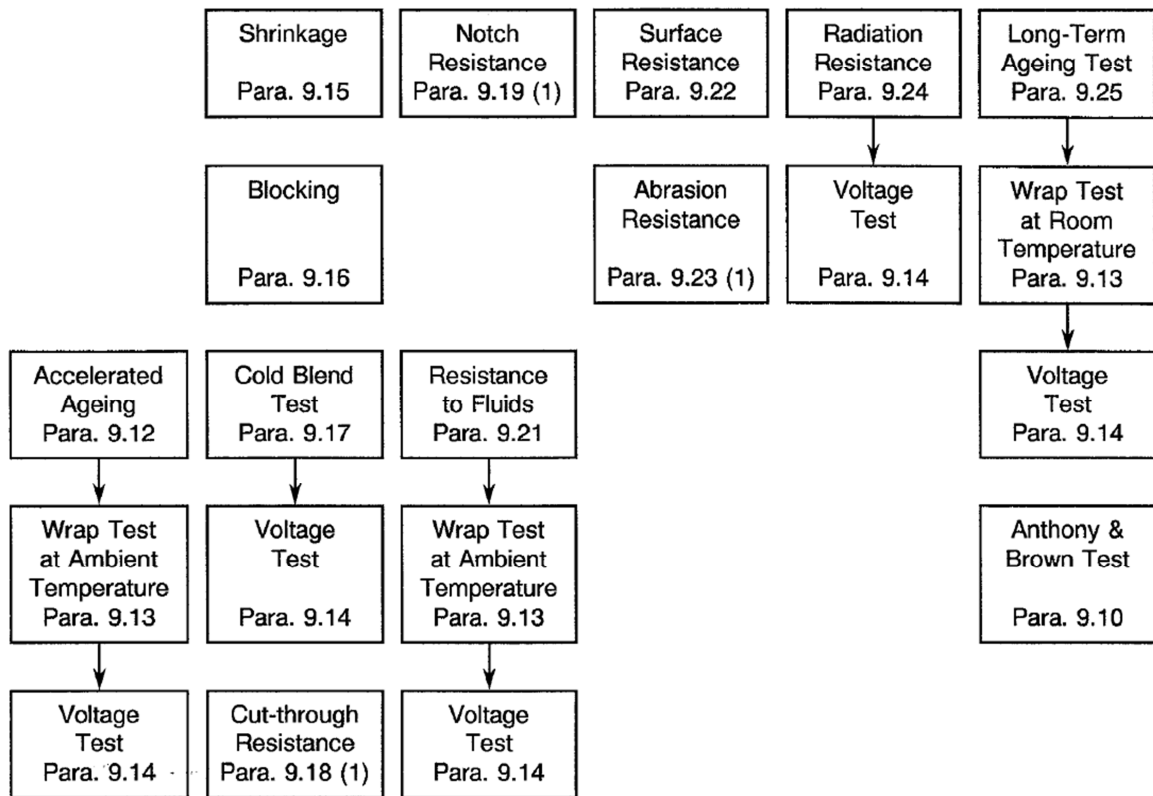 Shrinkage
Para. 9.15
Notch
Resistance
Para. 9.19 (1)
Surface
Resistance
Para. 9.22
Radiation
Resistance
Para. 9.24
Long-Term
Ageing Test
Para. 9.25
Blocking
Para. 9.16
Abrasion
Resistance
Para. 9.23 (1)
Voltage
Test
Para. 9.14
Wrap Test
at Room
Temperature
Para. 9.13
Accelerated
Ageing
Para. 9.12
Cold Blend
Test
Para. 9.17
Resistance
to Fluids
Para. 9.21
Voltage
Test
Para. 9.14
Wrap Test
at Ambient
Temperature
Para. 9.13
Voltage
Test
Para. 9.14
Wrap Test
at Ambient
Temperature
Para. 9.13
Anthony &
Brown Test
Para. 9.10
Voltage
Test
Para. 9.14
Cut-through
Resistance
Para. 9.18 (1)
Voltage
Test
Para. 9.14